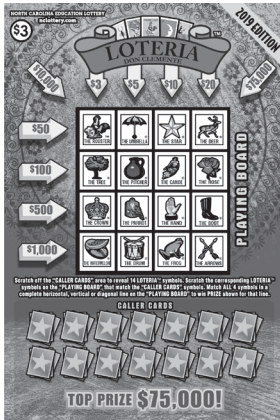 NORTH CAROLINA EDUCATION LOTTERY
nclottery.com
2019 EDITION
$3
LOTERIA™
DON CLEMENTE
$10,000 $3 $5 $10 $20 $75,000
$50
THE ROOSTER THE UMBRELLA THE STAR THE DEER
$100
THE TREE THE PITCHER THE CANOE THE ROSE
$500
THE CROWN THE PARROT THE HAND THE BOOT
$1,000
THE WATERMELON THE DRUM THE FROG THE ARROWS
PLAYING BOARD
Scratch off the "CALLER CARDS" area to reveal 14 LOTERIA™ symbols. Scratch the corresponding LOTERIA™
symbols on the "PLAYING BOARD" that match the "CALLER CARDS" symbols. Match ALL 4 symbols in a
complete horizontal, vertical or diagonal line on the "PLAYING BOARD" to win PRIZE shown for that line.
CALLER CARDS
TOP PRIZE $75,000!